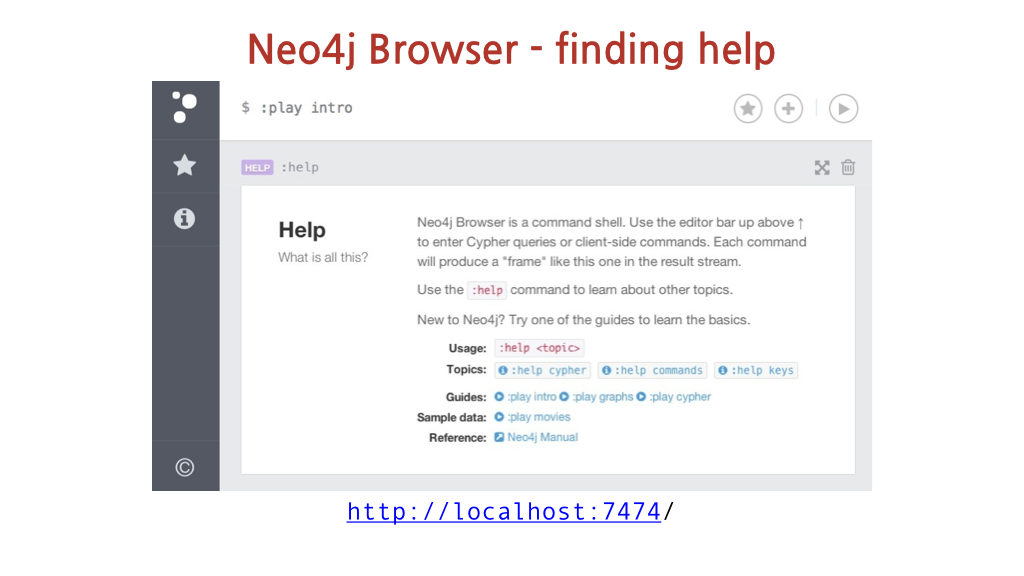 Neo4j Browser - finding help
$ :play intro
HELP :help
Help
What is all this?
Neo4j Browser is a command shell. Use the editor bar up above ↑
to enter Cypher queries or client-side commands. Each command
will produce a "frame" like this one in the result stream.
Use the :help command to learn about other topics.
New to Neo4j? Try one of the guides to learn the basics.
Usage: :help <topic>
Topics: :help cypher :help commands :help keys
Guides: :play intro :play graphs :play cypher
Sample data: :play movies
Reference: Neo4j Manual
©
http://localhost:7474/